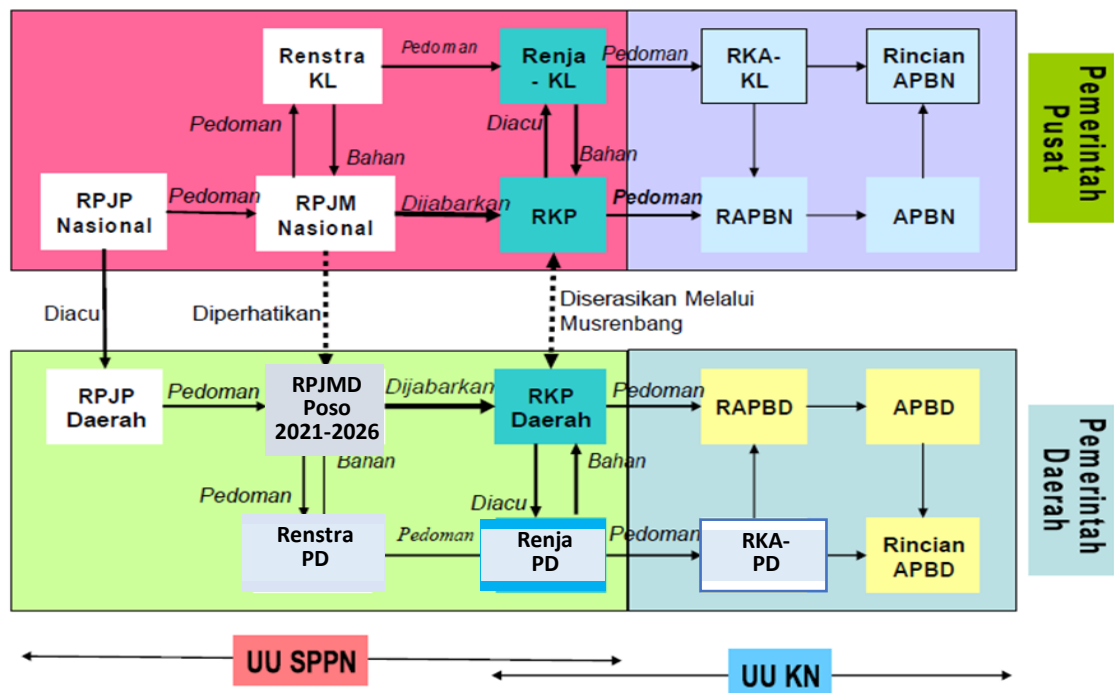 Renstra
KL
Pedoman
Renja
- KL
Pedoman
RKA-
KL
Rincian
APBN
Pemerintah
Pusat
Pedoman
Bahan
Diacu
Bahan
RPJP
Nasional
Pedoman
RPJM
Nasional
Dijabarkan
RKP
Pedoman
RAPBN
APBN
Diacu
Diperhatikan
Diserasikan Melalui
Musrenbang
RPJP
Daerah
Pedoman
RPJMD
Poso
2021-2026
Dijabarkan
RKP
Daerah
Pedoman
RAPBD
APBD
Pemerintah
Daerah
Pedoman
Bahan
Diacu
Bahan
Renstra
PD
Pedoman
Renja
PD
Pedoman
RKA-
PD
Rincian
APBD
UU SPPN
UU KN